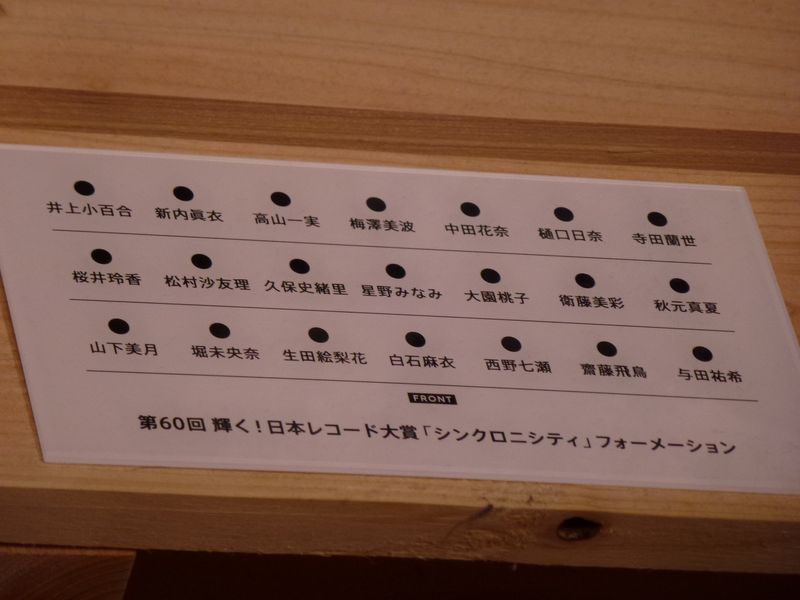 井上小百合 新内眞衣 高山一実 梅澤美波 中田花奈 樋口日奈 寺田蘭世
桜井玲香 松村沙友理 久保史緒里 星野みなみ 大園桃子 衛藤美彩 秋元真夏
山下美月 堀未央奈 生田絵梨花 白石麻衣 西野七瀬 齋藤飛鳥 与田祐希
FRONT
第60回 輝く!日本レコード大賞「シンクロニシティ」フォーメーション